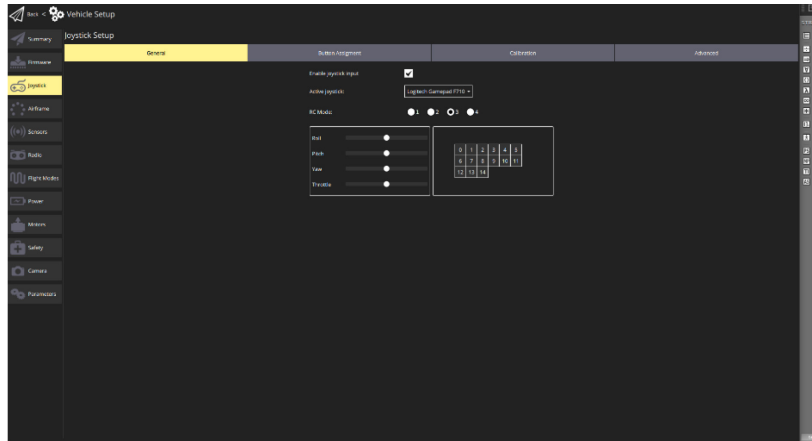 Back < Vehicle Setup
Summary
Firmware
Joystick
Airframe
Sensors
Radio
Flight Modes
Power
Motors
Safety
Camera
Parameters
Joystick Setup
General Button Assigment Calibration Advanced
Enable joystick input
Active joystick: Logitech Gamepad F710
RC Mode: 1 2 3 4
Roll
Pitch
Yaw
Throttle
0 1 2 3 4 5
6 7 8 9 10 11
12 13 14